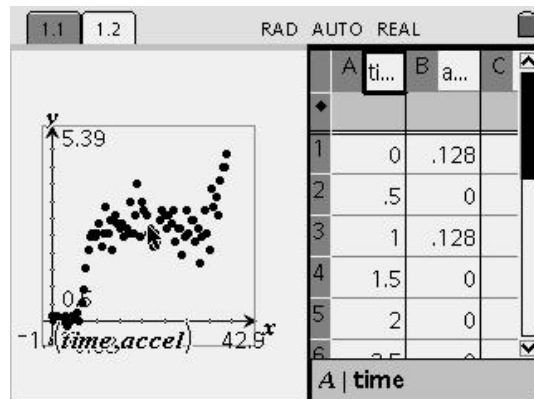 1.1 1.2 RAD AUTO REAL
A ti... B a... C
y
5.39
1 0 .128
2 .5 0
3 1 .128
4 1.5 0
5 2 0
6
0.5
x
(time,accel) 42.9
A | time